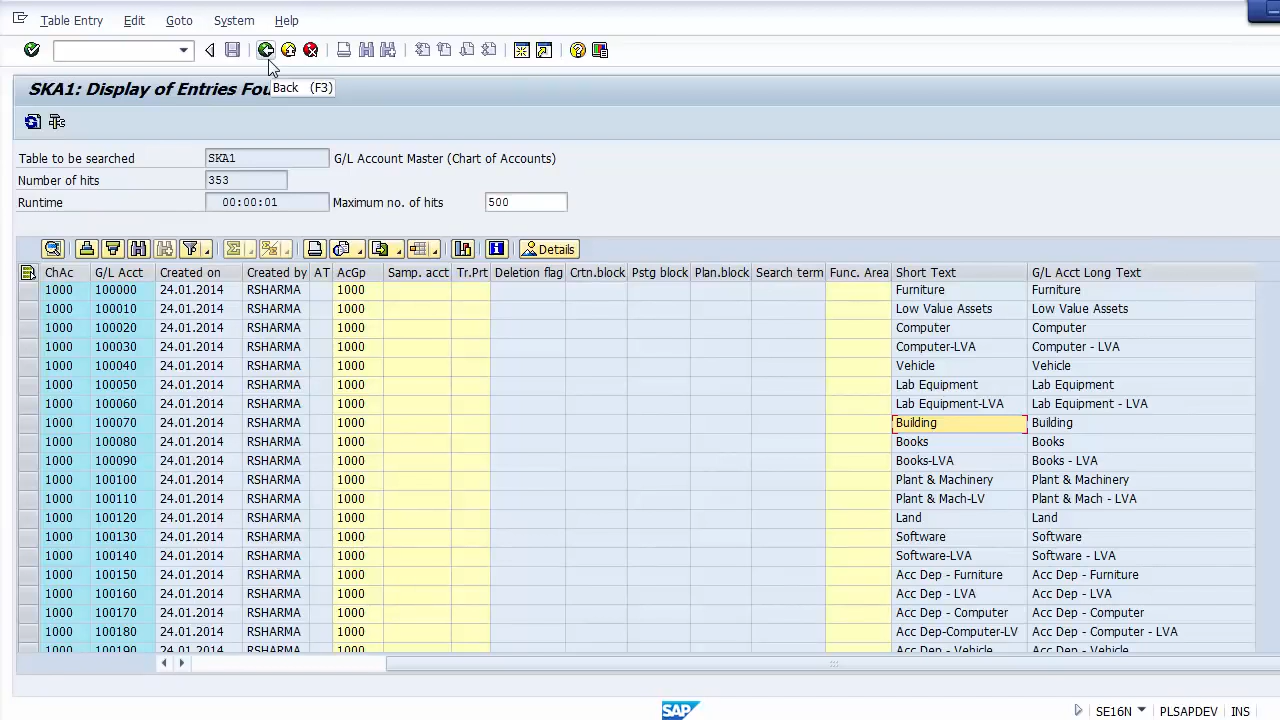 Table Entry Edit Goto System Help
SKA1: Display of Entries Fou
Back (F3)
Table to be searched SKA1 G/L Account Master (Chart of Accounts)
Number of hits 353
Runtime 00:00:01 Maximum no. of hits 500
Details
ChAc G/L Acct Created on Created by AT AcGp Samp. acct Tr.Prt Deletion flag Crtn.block Pstg block Plan.block Search term Func. Area Short Text G/L Acct Long Text
1000 100000 24.01.2014 RSHARMA 1000 Furniture Furniture
1000 100010 24.01.2014 RSHARMA 1000 Low Value Assets Low Value Assets
1000 100020 24.01.2014 RSHARMA 1000 Computer Computer
1000 100030 24.01.2014 RSHARMA 1000 Computer-LVA Computer - LVA
1000 100040 24.01.2014 RSHARMA 1000 Vehicle Vehicle
1000 100050 24.01.2014 RSHARMA 1000 Lab Equipment Lab Equipment
1000 100060 24.01.2014 RSHARMA 1000 Lab Equipment-LVA Lab Equipment - LVA
1000 100070 24.01.2014 RSHARMA 1000 Building Building
1000 100080 24.01.2014 RSHARMA 1000 Books Books
1000 100090 24.01.2014 RSHARMA 1000 Books-LVA Books - LVA
1000 100100 24.01.2014 RSHARMA 1000 Plant & Machinery Plant & Machinery
1000 100110 24.01.2014 RSHARMA 1000 Plant & Mach-LV Plant & Mach - LVA
1000 100120 24.01.2014 RSHARMA 1000 Land Land
1000 100130 24.01.2014 RSHARMA 1000 Software Software
1000 100140 24.01.2014 RSHARMA 1000 Software-LVA Software - LVA
1000 100150 24.01.2014 RSHARMA 1000 Acc Dep - Furniture Acc Dep - Furniture
1000 100160 24.01.2014 RSHARMA 1000 Acc Dep - LVA Acc Dep - LVA
1000 100170 24.01.2014 RSHARMA 1000 Acc Dep - Computer Acc Dep - Computer
1000 100180 24.01.2014 RSHARMA 1000 Acc Dep-Computer-LV Acc Dep - Computer - LVA
1000 100190 24.01.2014 RSHARMA 1000 Acc Dep - Vehicle Acc Dep - Vehicle
SAP SE16N PLSAPDEV INS